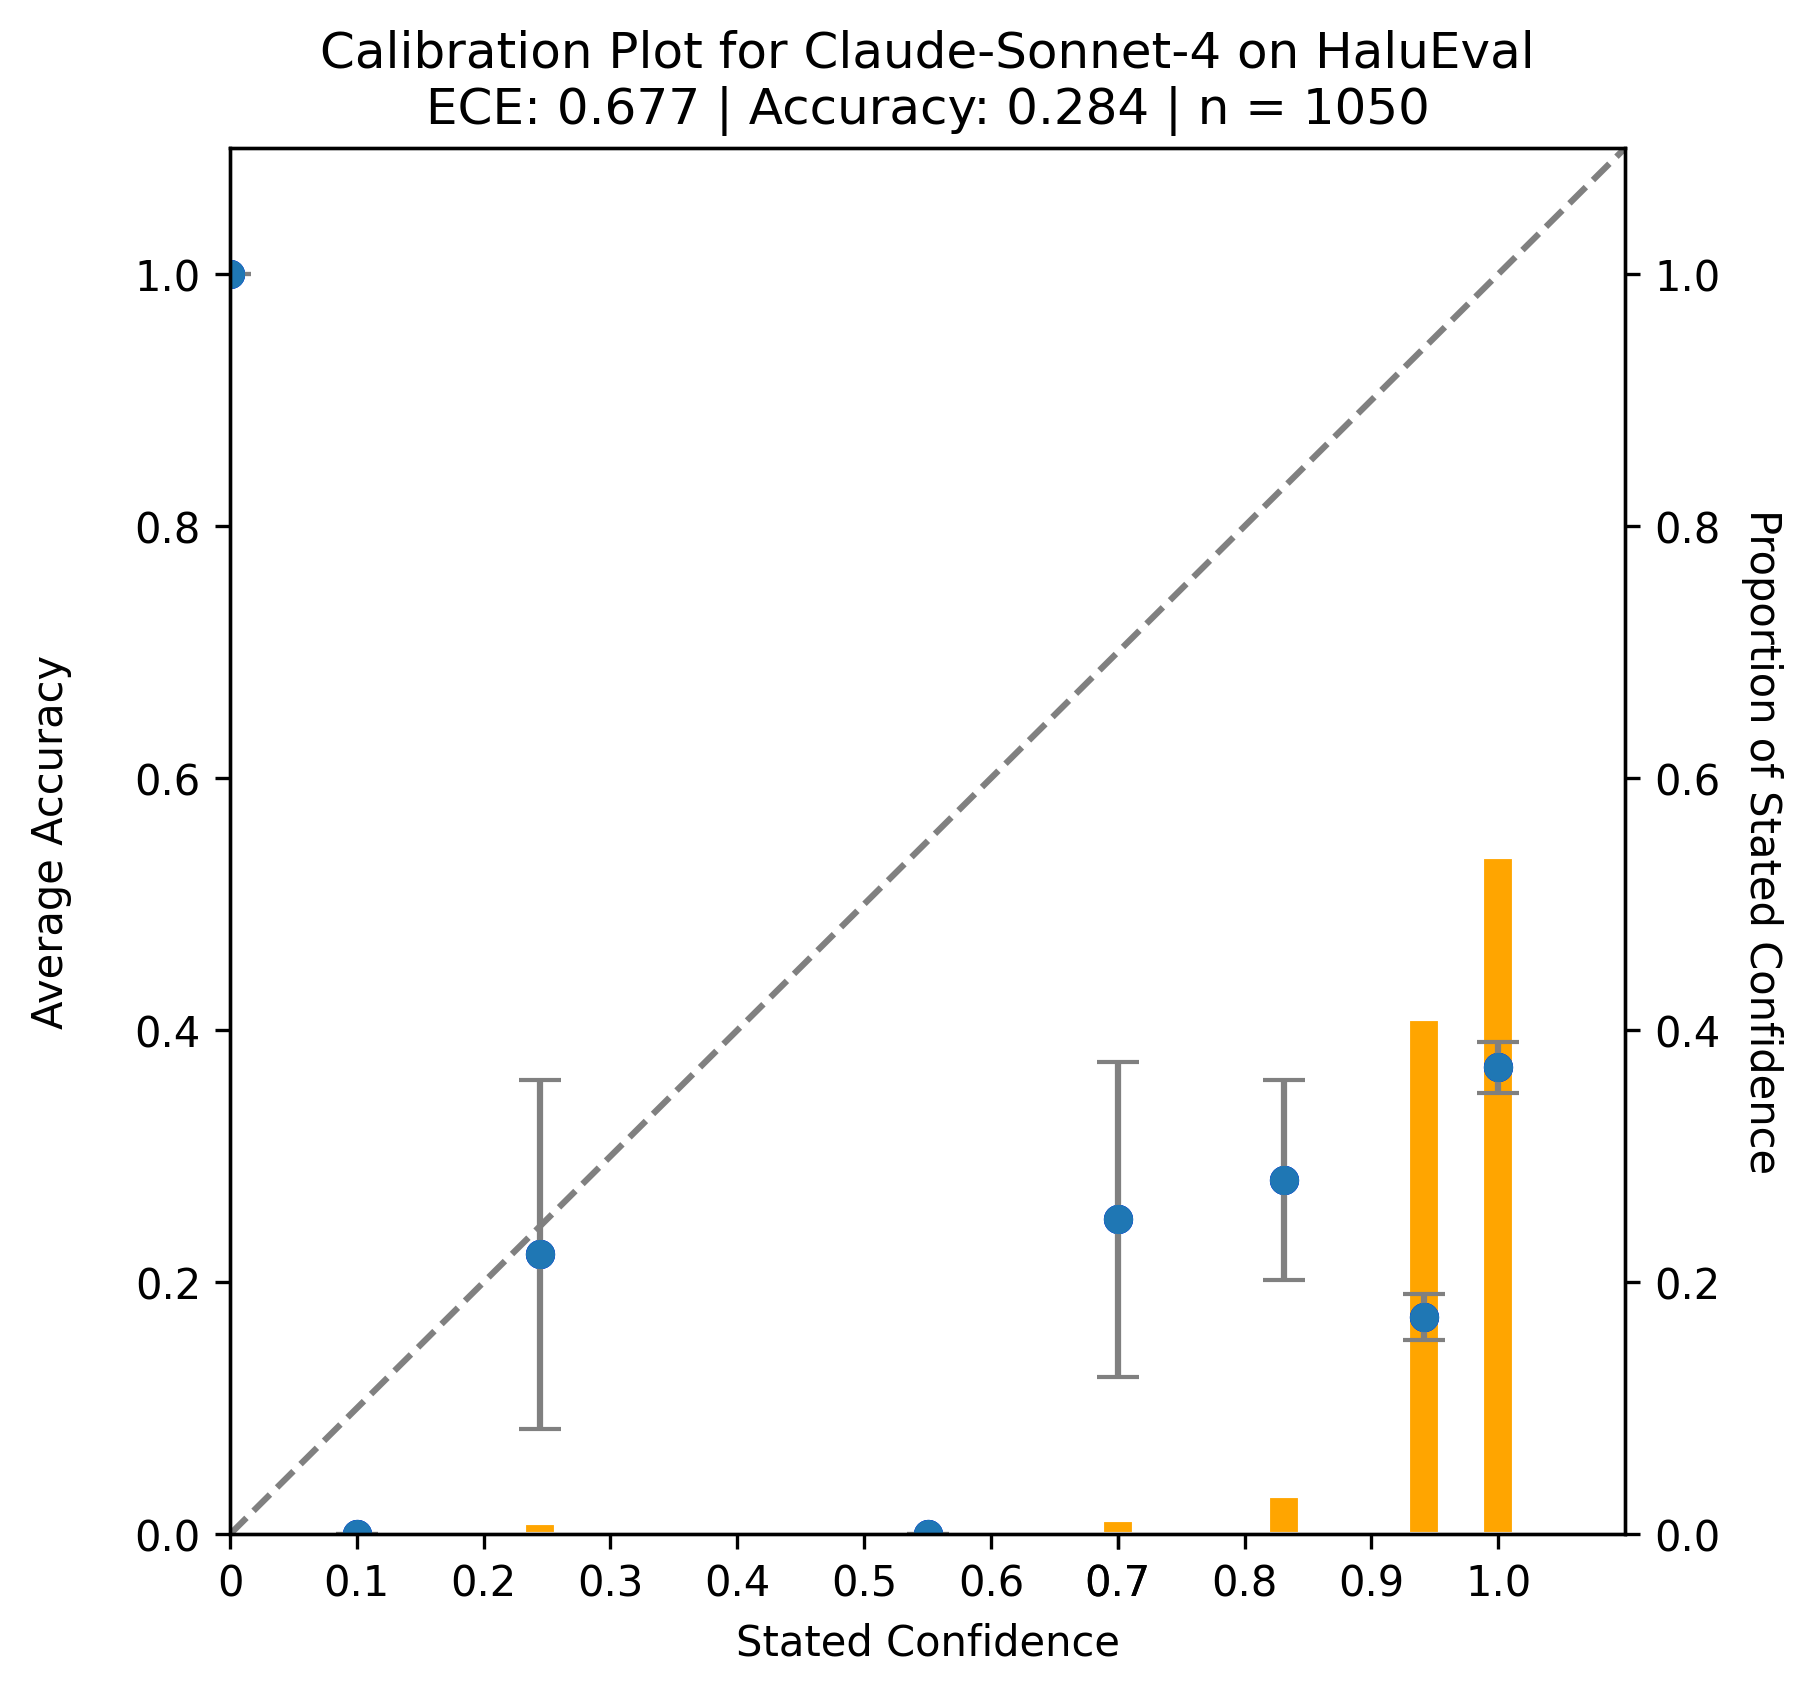 Calibration Plot for Claude-Sonnet-4 on HaluEval
ECE: 0.677 | Accuracy: 0.284 | n = 1050
Average Accuracy
1.0
0.8
0.6
0.4
0.2
0.0
0 0.1 0.2 0.3 0.4 0.5 0.6 0.7 0.8 0.9 1.0
Stated Confidence
1.0
0.8
0.6
0.4
0.2
0.0
Proportion of Stated Confidence